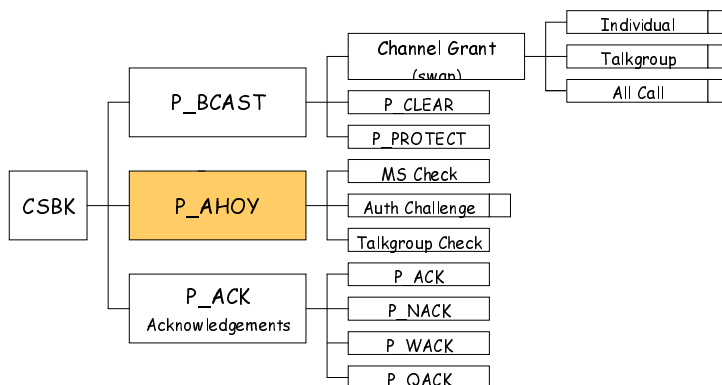 Individual
Channel Grant
(swap)
Talkgroup
All Call
P_BCAST
P_CLEAR
P_PROTECT
CSBK
P_AHOY
MS Check
Auth Challenge
Talkgroup Check
P_ACK
Acknowledgements
P_ACK
P_NACK
P_WACK
P_QACK